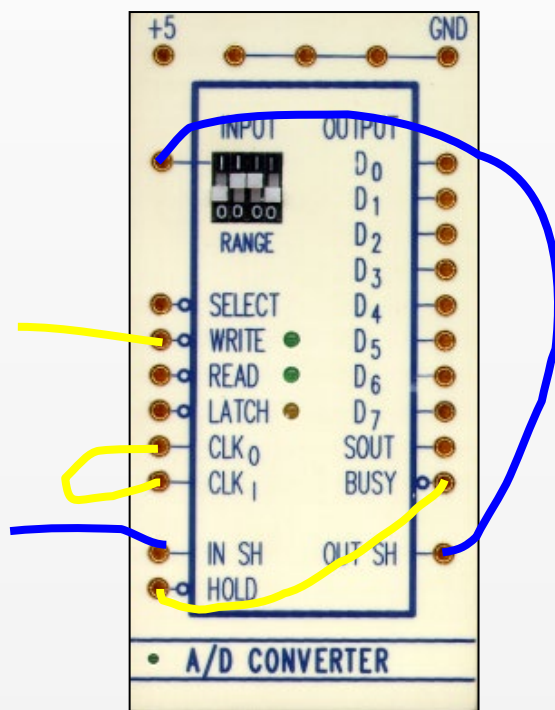 +5 GND
INPUT OUTPUT
D0
D1
RANGE D2
D3
SELECT D4
WRITE D5
READ D6
LATCH D7
CLK0 SOUT
CLK1 BUSY
IN SH OUT SH
HOLD
A/D CONVERTER